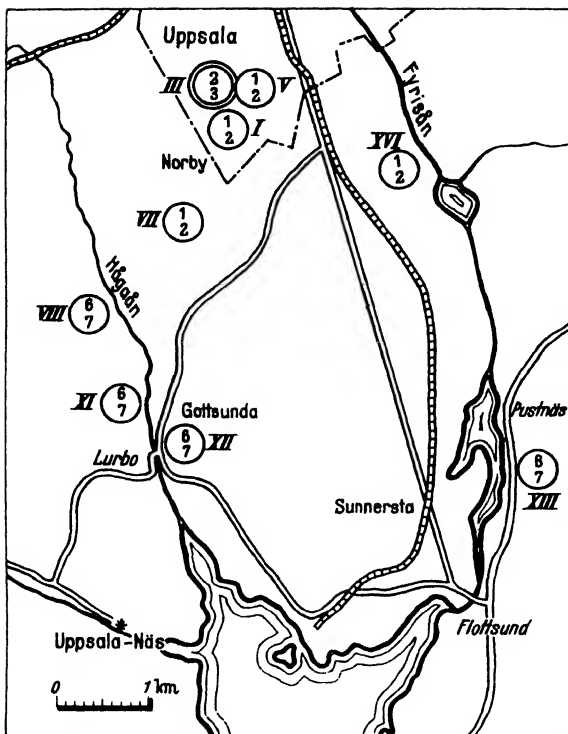 Uppsala
III 2 3
1 2 V
1 2 I
Norby
Fyrisån
XVI
1 2
VII 1 2
Hågaån
VIII 6 7
XI 6 7
Gottsunda
6 7 XII
Lurbo
Pustnäs
6 7
XIII
Sunnersta
Flottsund
Uppsala-Näs
0 1 km